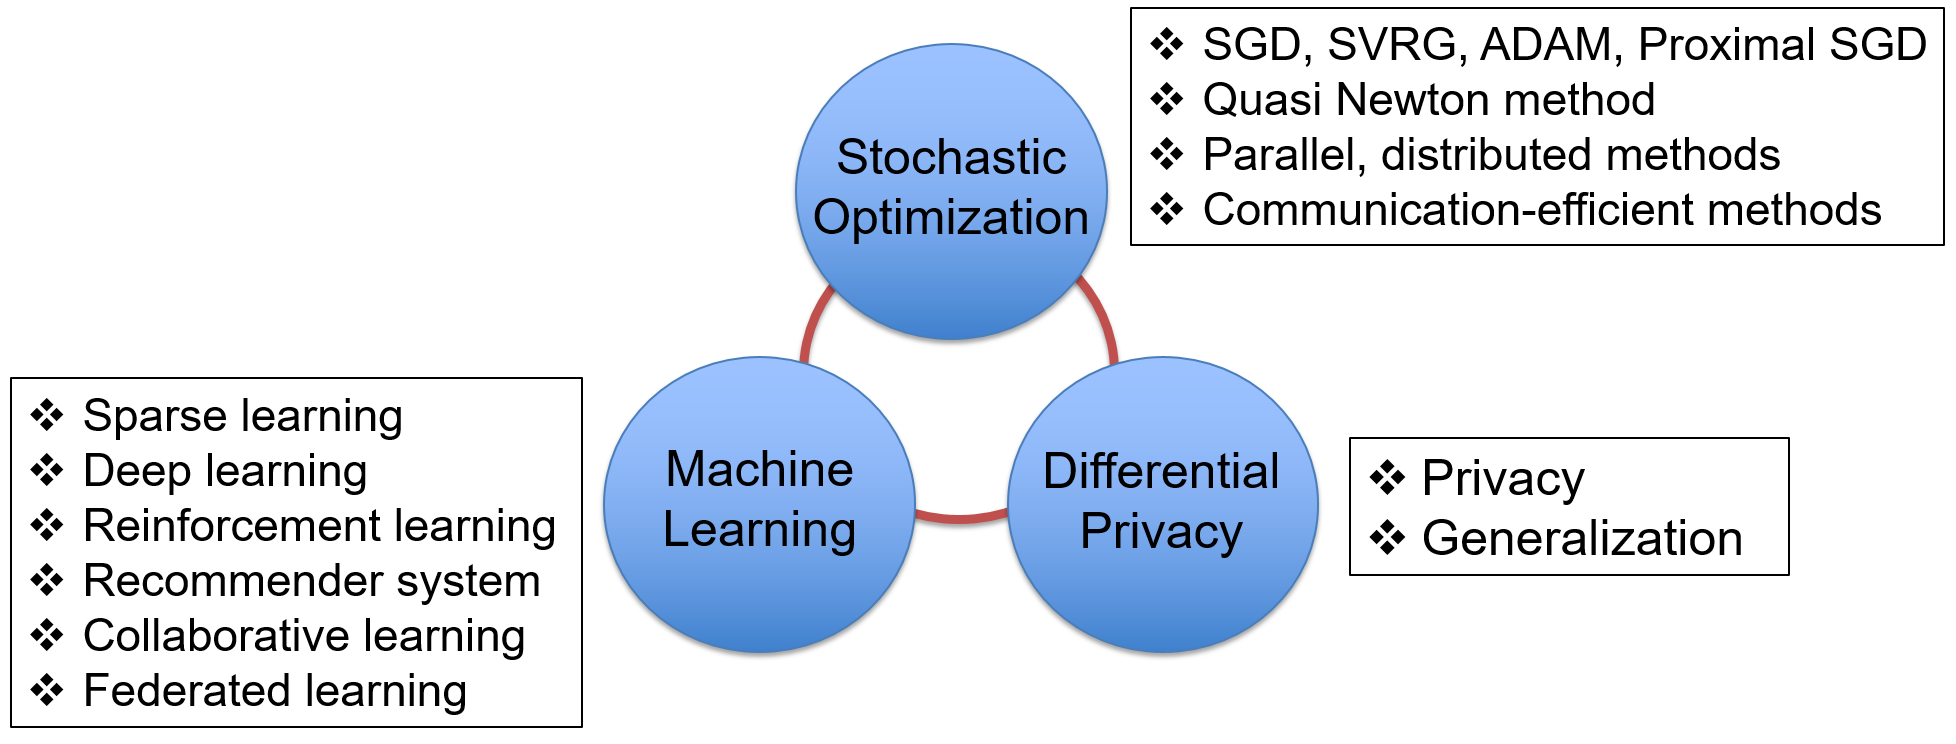 Stochastic
Optimization
❖ SGD, SVRG, ADAM, Proximal SGD
❖ Quasi Newton method
❖ Parallel, distributed methods
❖ Communication-efficient methods
❖ Sparse learning
❖ Deep learning
❖ Reinforcement learning
❖ Recommender system
❖ Collaborative learning
❖ Federated learning
Machine
Learning
Differential
Privacy
❖ Privacy
❖ Generalization